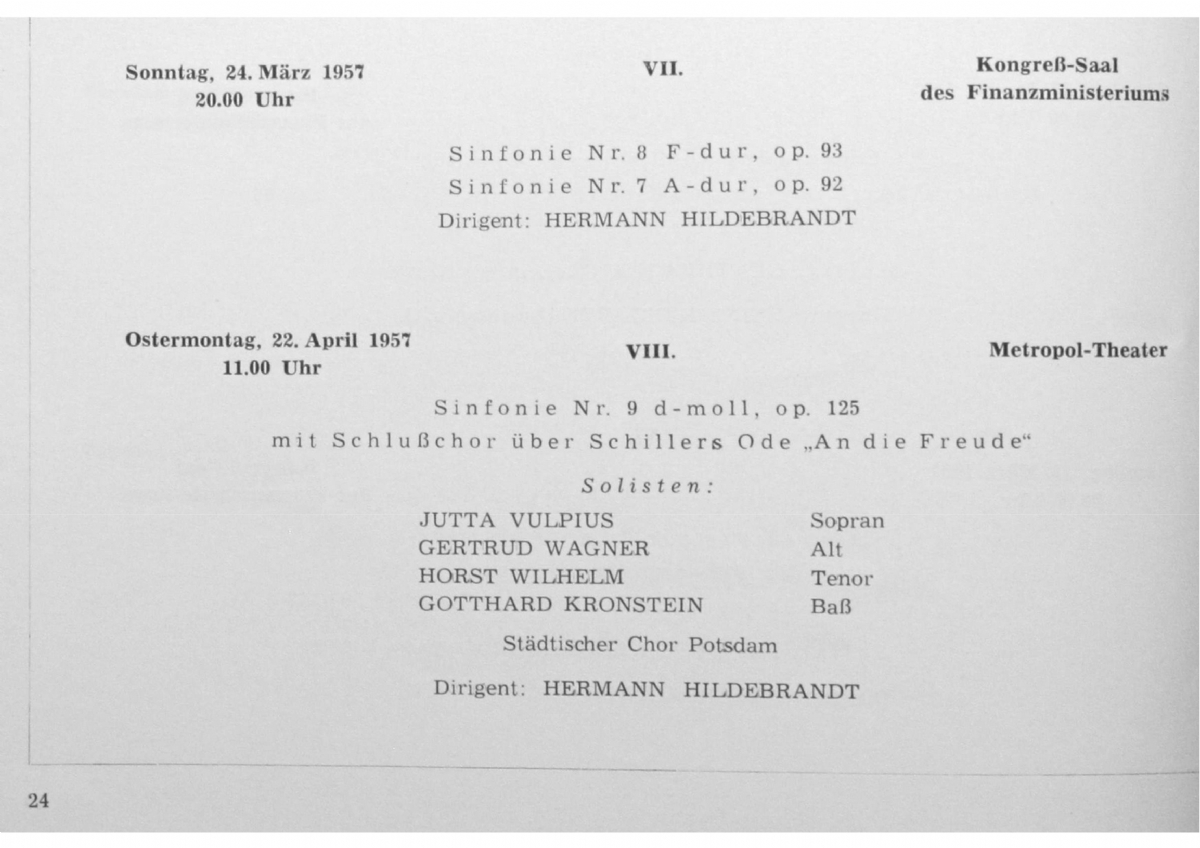 Sonntag, 24. März 1957
20.00 Uhr
VII.
Kongreß-Saal
des Finanzministeriums
Sinfonie Nr. 8 F-dur, op. 93
Sinfonie Nr. 7 A-dur, op. 92
Dirigent: HERMANN HILDEBRANDT
Ostermontag, 22. April 1957
11.00 Uhr
VIII.
Metropol-Theater
Sinfonie Nr. 9 d-moll, op. 125
mit Schlußchor über Schillers Ode „An die Freude“
Solisten:
JUTTA VULPIUS Sopran
GERTRUD WAGNER Alt
HORST WILHELM Tenor
GOTTHARD KRONSTEIN Baß
Städtischer Chor Potsdam
Dirigent: HERMANN HILDEBRANDT
24